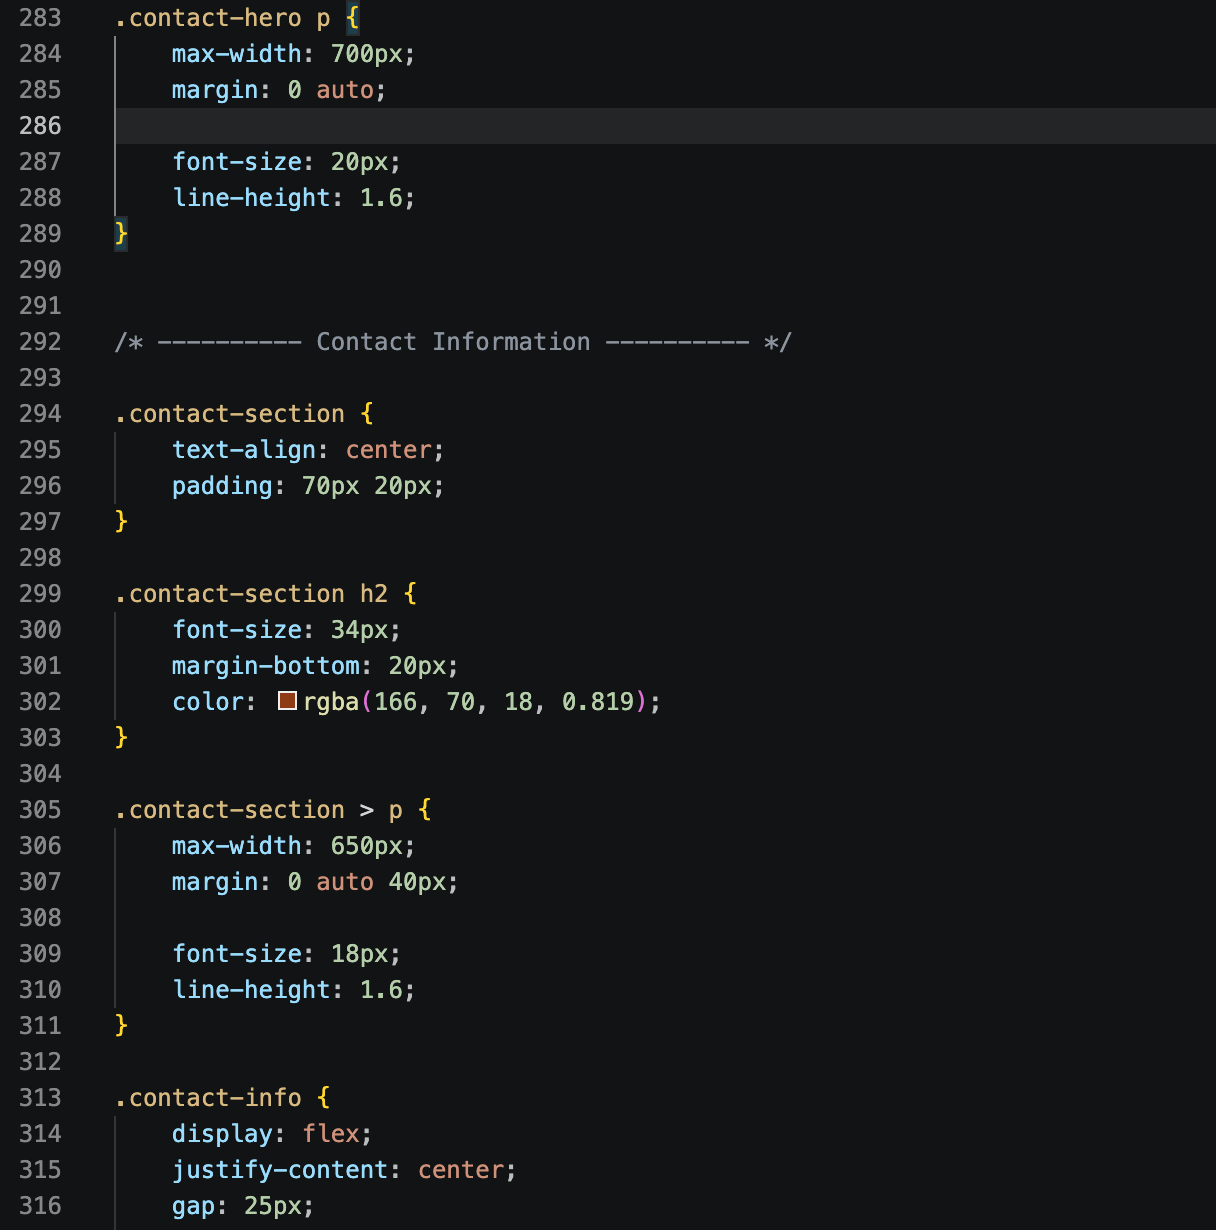 283 .contact-hero p {
284 max-width: 700px;
285 margin: 0 auto;
286
287 font-size: 20px;
288 line-height: 1.6;
289 }
290
291
292 /* ---------- Contact Information ---------- */
293
294 .contact-section {
295 text-align: center;
296 padding: 70px 20px;
297 }
298
299 .contact-section h2 {
300 font-size: 34px;
301 margin-bottom: 20px;
302 color: rgba(166, 70, 18, 0.819);
303 }
304
305 .contact-section > p {
306 max-width: 650px;
307 margin: 0 auto 40px;
308
309 font-size: 18px;
310 line-height: 1.6;
311 }
312
313 .contact-info {
314 display: flex;
315 justify-content: center;
316 gap: 25px;